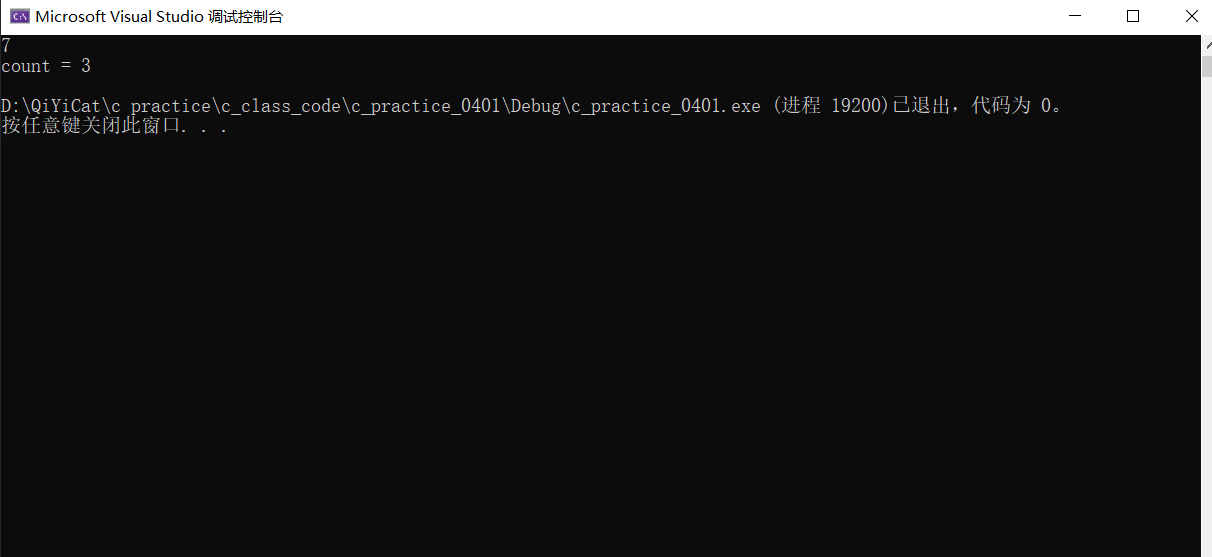 Microsoft Visual Studio 调试控制台
7
count = 3
D:\QiYiCat\c practice\c_class_code\c_practice_0401\Debug\c_practice_0401.exe (进程 19200)已退出，代码为 0。
按任意键关闭此窗口. . .